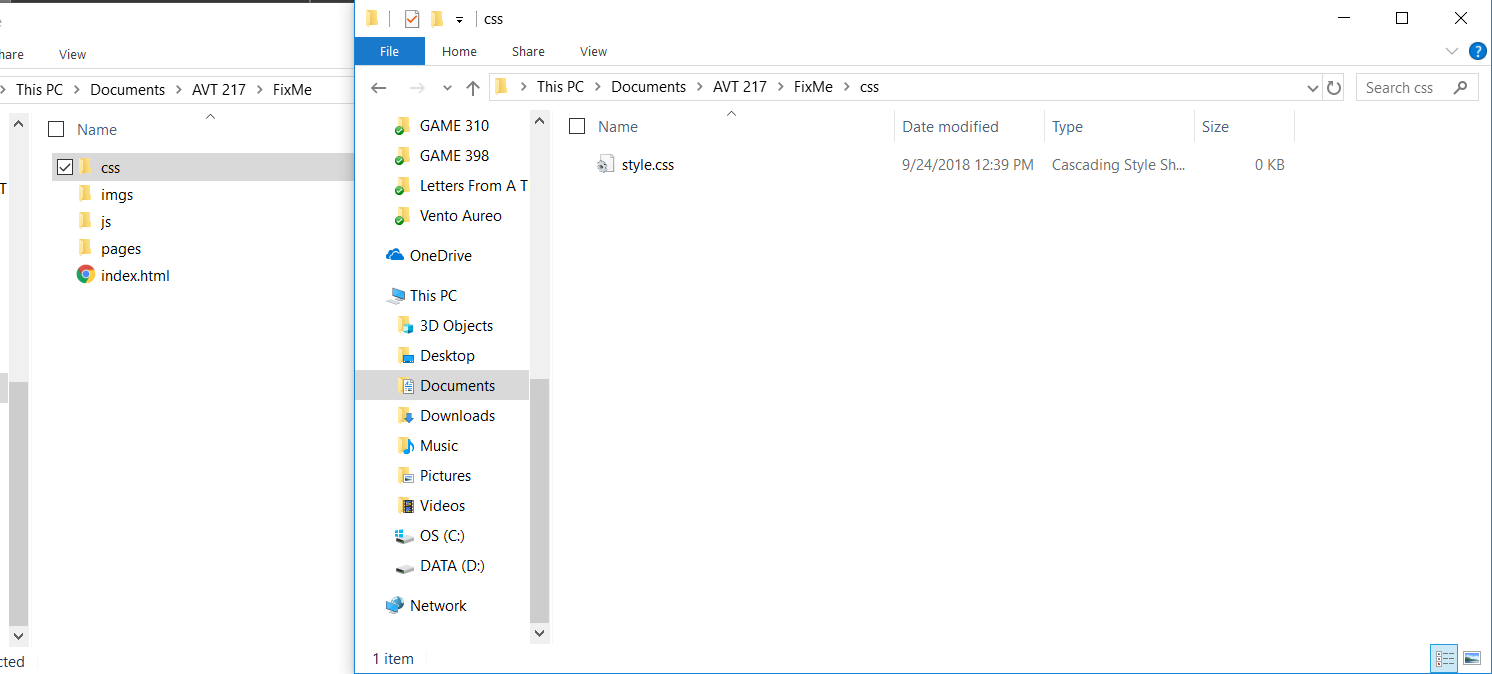 hare
View
This PC
Documents
AVT 217
FixMe
Name
css
imgs
js
pages
index.html
cted
css
File
Home
Share
View
?
This PC
Documents
AVT 217
FixMe
css
Search css
GAME 310
GAME 398
Letters From A T
Vento Aureo
OneDrive
This PC
3D Objects
Desktop
Documents
Downloads
Music
Pictures
Videos
OS (C:)
DATA (D:)
Network
Name
Date modified
Type
Size
style.css
9/24/2018 12:39 PM
Cascading Style Sh...
0 KB
1 item